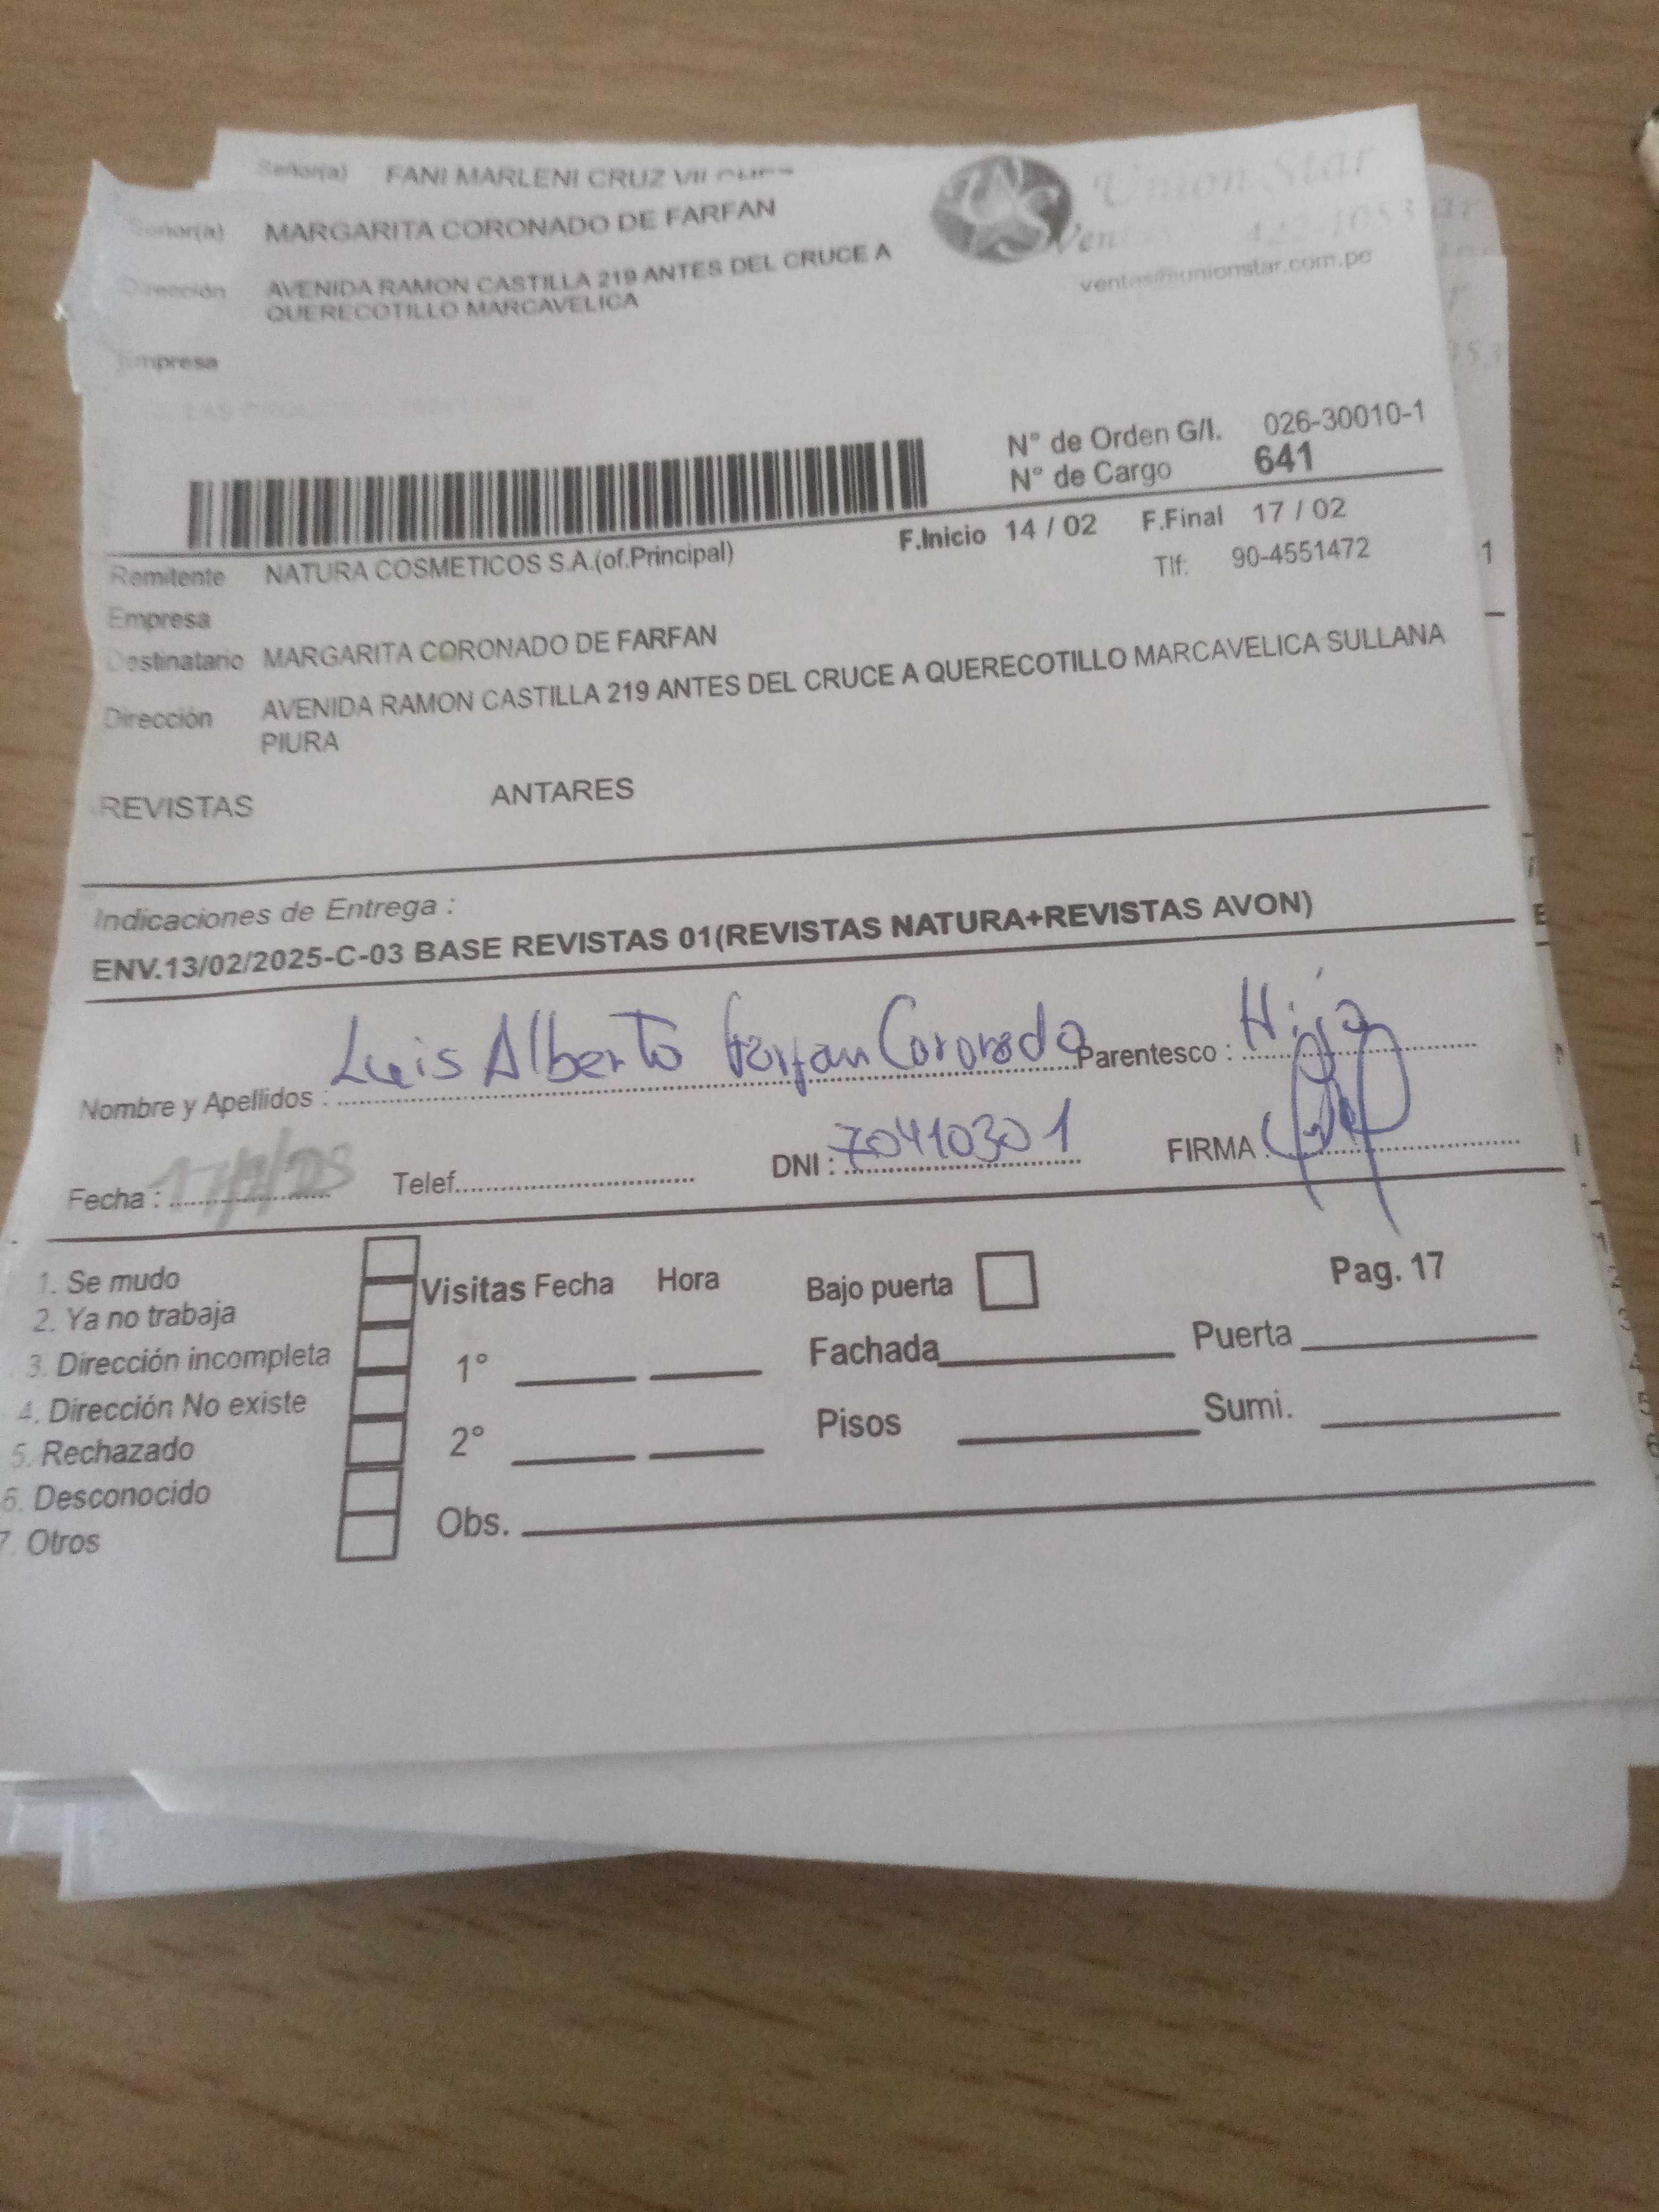 Señor(a) FANI MARLENI CRUZ
Señor(a) MARGARITA CORONADO DE FARFAN
Dirección AVENIDA RAMON CASTILLA 219 ANTES DEL CRUCE A
QUERECOTILLO MARCAVELICA
Empresa
Union Star
ventas@unionstar.com.pe
N° de Orden G/I. 026-30010-1
N° de Cargo 641
F.Inicio 14 / 02 F.Final 17 / 02
Remitente NATURA COSMETICOS S.A.(of.Principal) Tlf: 90-4551472
Empresa
Destinatario MARGARITA CORONADO DE FARFAN
Dirección AVENIDA RAMON CASTILLA 219 ANTES DEL CRUCE A QUERECOTILLO MARCAVELICA SULLANA
PIURA
REVISTAS ANTARES
Indicaciones de Entrega :
ENV.13/02/2025-C-03 BASE REVISTAS 01(REVISTAS NATURA+REVISTAS AVON)
Nombre y Apellidos : Luis Alberto Farfan Coronado Parentesco : Hijo
Fecha : Telef. DNI : 70410301 FIRMA :
1. Se mudo
2. Ya no trabaja
3. Dirección incompleta
4. Dirección No existe
5. Rechazado
6. Desconocido
7. Otros
Visitas Fecha Hora
1°
2°
Obs.
Bajo puerta Pag. 17
Fachada Puerta
Pisos Sumi.